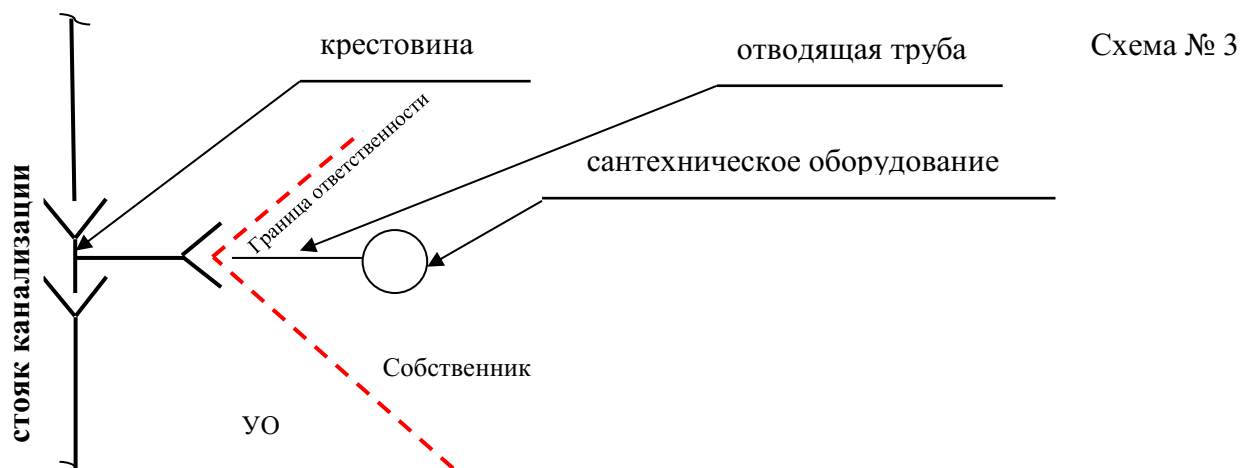 крестовина
отводящая труба
Схема № 3
Граница ответственности
сантехническое оборудование
стояк канализации
Собственник
УО